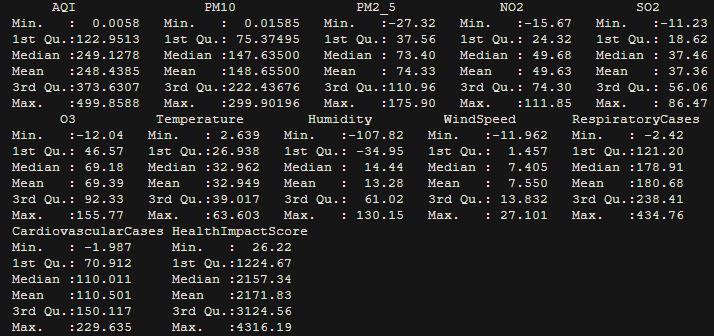 AQI                PM10               PM2_5             NO2              SO2
Min.   :  0.0058   Min.   :  0.01585   Min.   :-27.32   Min.   :-15.67   Min.   :-11.23
1st Qu.:122.9513   1st Qu.: 75.37495   1st Qu.: 37.56   1st Qu.: 24.32   1st Qu.: 18.62
Median :249.1278   Median :147.63500   Median : 73.40   Median : 49.68   Median : 37.46
Mean   :248.4385   Mean   :148.65500   Mean   : 74.33   Mean   : 49.63   Mean   : 37.36
3rd Qu.:373.6307   3rd Qu.:222.43676   3rd Qu.:110.96   3rd Qu.: 74.30   3rd Qu.: 56.06
Max.   :499.8588   Max.   :299.90196   Max.   :175.90   Max.   :111.85   Max.   : 86.47
      O3          Temperature        Humidity         WindSpeed       RespiratoryCases
Min.   :-12.04   Min.   : 2.639   Min.   :-107.82   Min.   :-11.962   Min.   : -2.42
1st Qu.: 46.57   1st Qu.:26.938   1st Qu.: -34.95   1st Qu.:  1.457   1st Qu.:121.20
Median : 69.18   Median :32.962   Median :  14.44   Median :  7.405   Median :178.91
Mean   : 69.39   Mean   :32.949   Mean   :  13.28   Mean   :  7.550   Mean   :180.68
3rd Qu.: 92.33   3rd Qu.:39.017   3rd Qu.:  61.02   3rd Qu.: 13.832   3rd Qu.:238.41
Max.   :155.77   Max.   :63.603   Max.   : 130.15   Max.   : 27.101   Max.   :434.76
CardiovascularCases HealthImpactScore
Min.   : -1.987     Min.   :  26.22
1st Qu.: 70.912     1st Qu.:1224.67
Median :110.011     Median :2157.34
Mean   :110.501     Mean   :2171.83
3rd Qu.:150.117     3rd Qu.:3124.56
Max.   :229.635     Max.   :4316.19